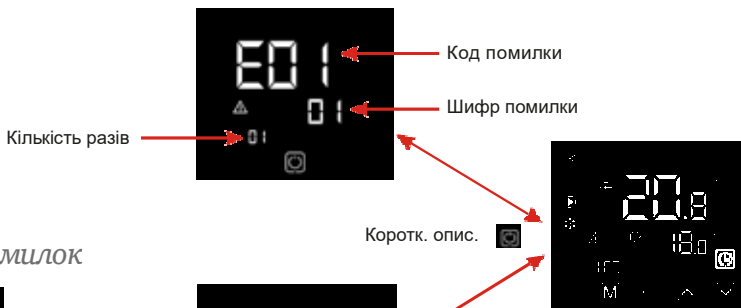 E01
Код помилки
01
Шифр помилки
Кількість разів
01
20.8
Коротк. опис.
18.0
милок
M